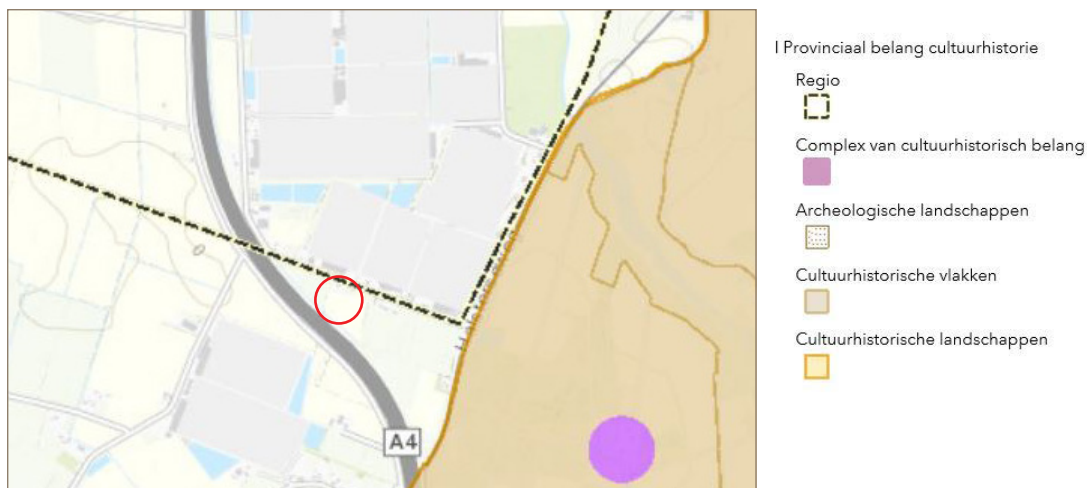 I Provinciaal belang cultuurhistorie
Regio
Complex van cultuurhistorisch belang
Archeologische landschappen
Cultuurhistorische vlakken
Cultuurhistorische landschappen
A4